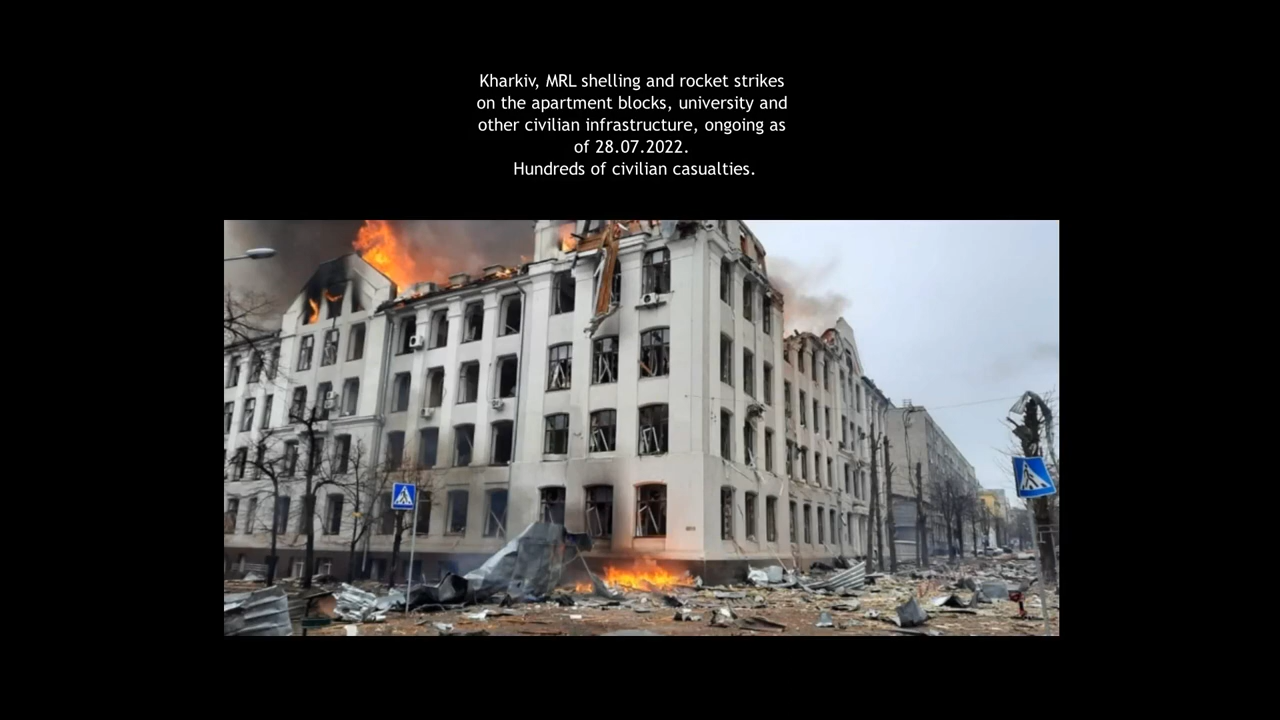 Kharkiv, MRL shelling and rocket strikes
on the apartment blocks, university and
other civilian infrastructure, ongoing as
of 28.07.2022.
Hundreds of civilian casualties.